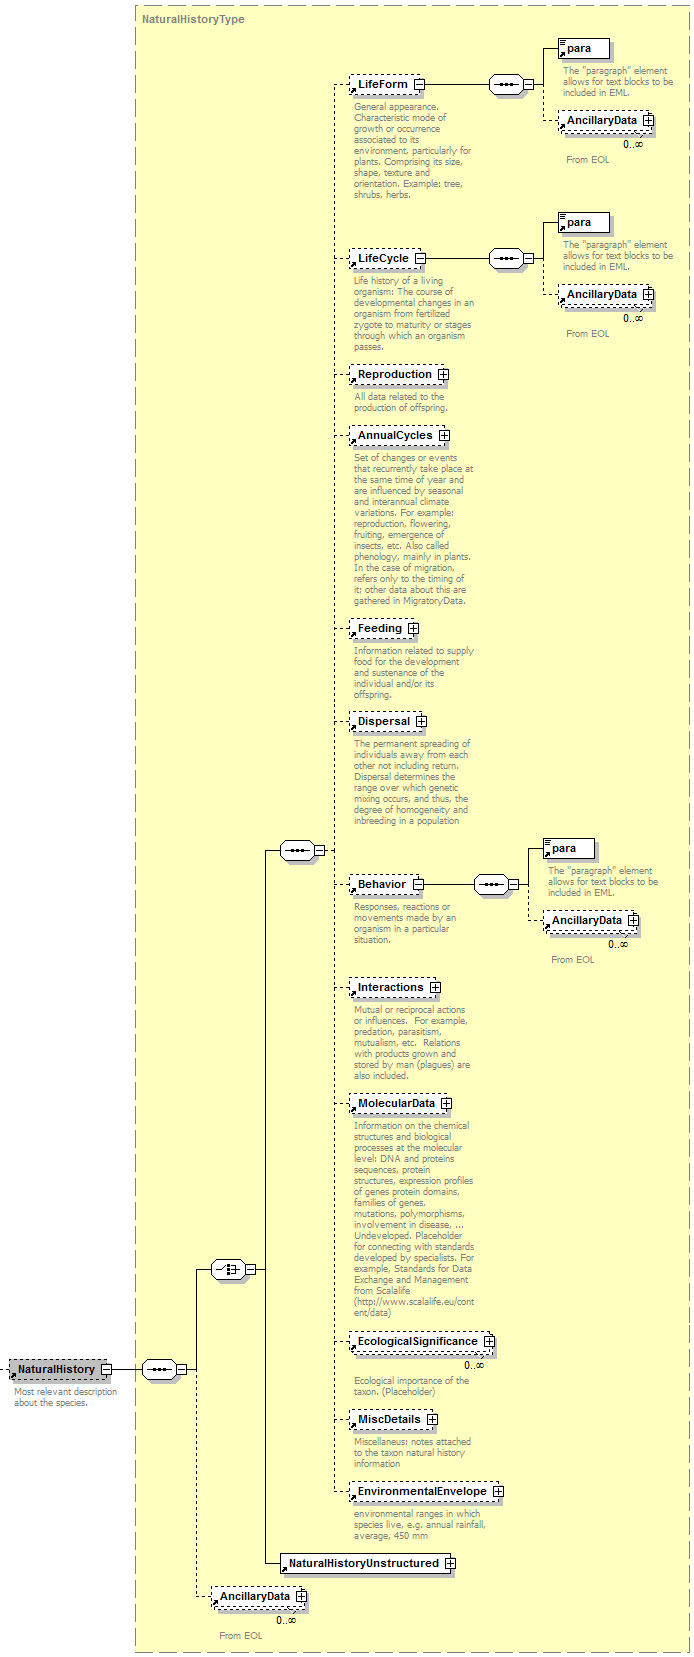 NaturalHistoryType
para
The "paragraph" element
allows for text blocks to be
included in EML.
LifeForm
General appearance.
Characteristic mode of
growth or occurrence
associated to its
environment, particularly for
plants. Comprising its size,
shape, texture and
orientation. Example: tree,
shrubs, herbs.
AncillaryData
0..∞
From EOL
para
The "paragraph" element
allows for text blocks to be
included in EML.
LifeCycle
Life history of a living
organism: The course of
developmental changes in an
organism from fertilized
zygote to maturity or stages
through which an organism
passes.
AncillaryData
0..∞
From EOL
Reproduction
All data related to the
production of offspring.
AnnualCycles
Set of changes or events
that recurrently take place at
the same time of year and
are influenced by seasonal
and interannual climate
variations. For example:
reproduction, flowering,
fruiting, emergence of
insects, etc. Also called
phenology, mainly in plants.
In the case of migration,
refers only to the timing of
it; other data about this are
gathered in MigratoryData.
Feeding
Information related to supply
food for the development
and sustenance of the
individual and/or its
offspring.
Dispersal
The permanent spreading of
individuals away from each
other not including return.
Dispersal determines the
range over which genetic
mixing occurs, and thus, the
degree of homogeneity and
inbreeding in a population
para
The "paragraph" element
allows for text blocks to be
included in EML.
Behavior
Responses, reactions or
movements made by an
organism in a particular
situation.
AncillaryData
0..∞
From EOL
Interactions
Mutual or reciprocal actions
or influences.  For example,
predation, parasitism,
mutualism, etc.  Relations
with products grown and
stored by man (plagues) are
also included.
MolecularData
Information on the chemical
structures and biological
processes at the molecular
level: DNA and proteins
sequences, protein
structures, expression profiles
of genes protein domains,
families of genes,
mutations, polymorphisms,
involvement in disease, ...
Undeveloped. Placeholder
for connecting with standards
developed by specialists. For
example, Standards for Data
Exchange and Management
from Scalalife
(http://www.scalalife.eu/cont
ent/data)
EcologicalSignificance
0..∞
Ecological importance of the
taxon. (Placeholder)
NaturalHistory
Most relevant description
about the species.
MiscDetails
Miscellaneus: notes attached
to the taxon natural history
information
EnvironmentalEnvelope
environmental ranges in which
species live, e.g. annual rainfall,
average, 450 mm
NaturalHistoryUnstructured
AncillaryData
0..∞
From EOL